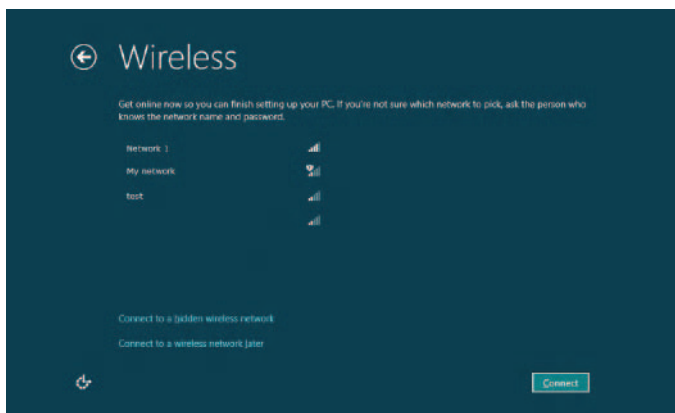 Wireless
Get online now so you can finish setting up your PC. If you're not sure which network to pick, ask the person who
knows the network name and password.
Network 1
My network
test
Connect to a hidden wireless network
Connect to a wireless network later
Connect